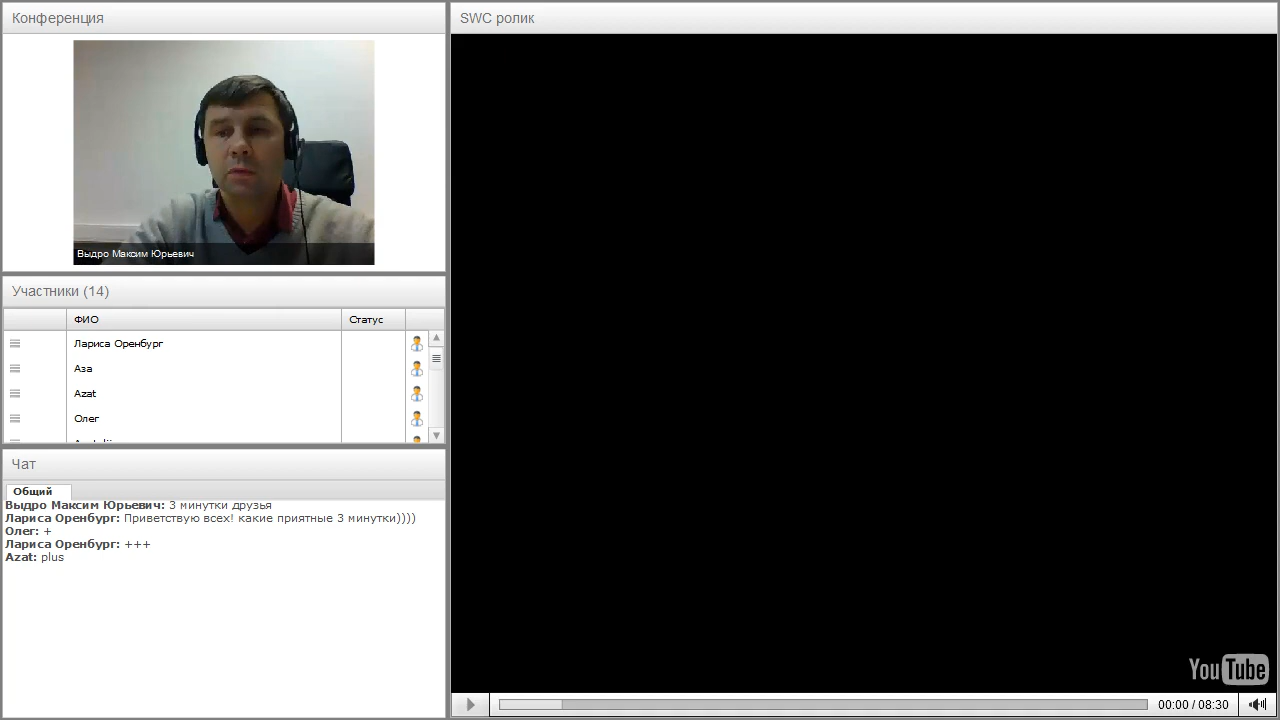 Конференция
Выдро Максим Юрьевич
Участники (14)
ФИО
Статус
Лариса Оренбург
Аза
Azat
Олег
Чат
Общий
Выдро Максим Юрьевич: 3 минутки друзья
Лариса Оренбург: Приветствую всех! какие приятные 3 минутки))))
Олег: +
Лариса Оренбург: +++
Azat: plus
SWC ролик
YouTube
00:00 / 08:30